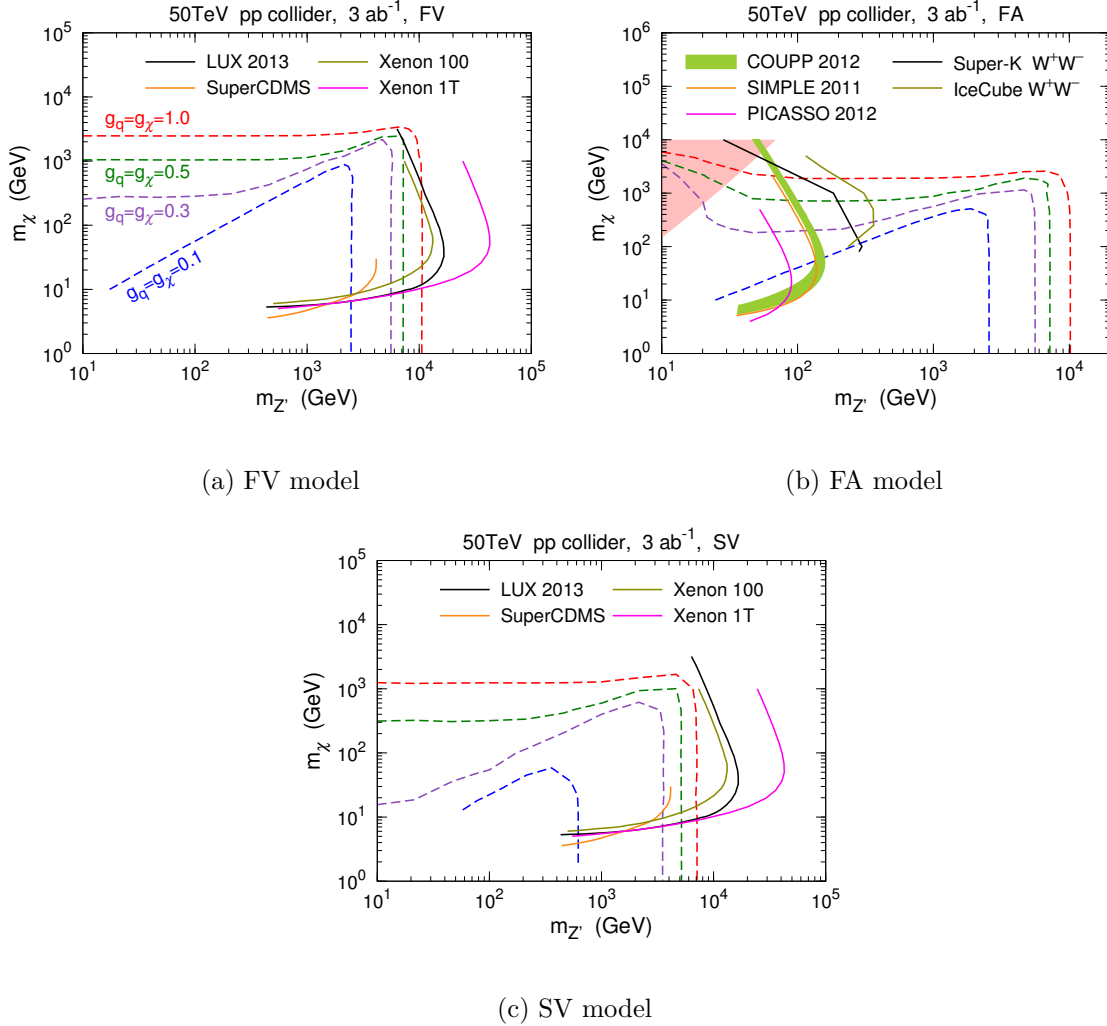 50TeV pp collider, 3 ab⁻¹, FV
LUX 2013
SuperCDMS
Xenon 100
Xenon 1T
g_q=g_χ=1.0
g_q=g_χ=0.5
g_q=g_χ=0.3
g_q=g_χ=0.1
m_χ (GeV)
10⁵
10⁴
10³
10²
10¹
10⁰
10¹ 10² 10³ 10⁴ 10⁵
m_Z' (GeV)
(a) FV model
50TeV pp collider, 3 ab⁻¹, FA
COUPP 2012
SIMPLE 2011
PICASSO 2012
Super-K W⁺W⁻
IceCube W⁺W⁻
m_χ (GeV)
10⁶
10⁵
10⁴
10³
10²
10¹
10⁰
10¹ 10² 10³ 10⁴
m_Z' (GeV)
(b) FA model
50TeV pp collider, 3 ab⁻¹, SV
LUX 2013
SuperCDMS
Xenon 100
Xenon 1T
m_χ (GeV)
10⁵
10⁴
10³
10²
10¹
10⁰
10¹ 10² 10³ 10⁴ 10⁵
m_Z' (GeV)
(c) SV model